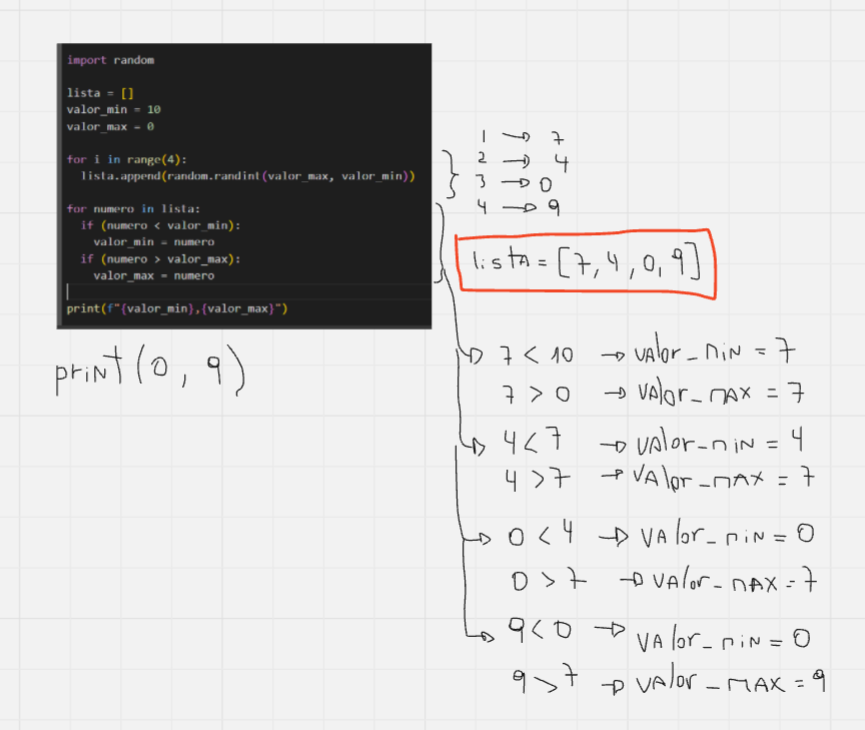 import random
lista = []
valor_min = 10
valor_max = 0
for i in range(4):
lista.append(random.randint(valor_max, valor_min))
for numero in lista:
if (numero < valor_min):
valor_min = numero
if (numero > valor_max):
valor_max = numero
print(f"{valor_min},{valor_max}")
print(0, 9)
1 → 7
2 → 4
3 → 0
4 → 9
listA = [7, 4, 0, 9]
7 < 10 → vAlor_miN = 7
7 > 0 → vAlor_mAX = 7
4 < 7 → vAlor_miN = 4
4 > 7 → vAlor_mAX = 7
0 < 4 → vAlor_miN = 0
0 > 7 → vAlor_mAX = 7
9 < 0 → vAlor_miN = 0
9 > 7 → vAlor_MAX = 9